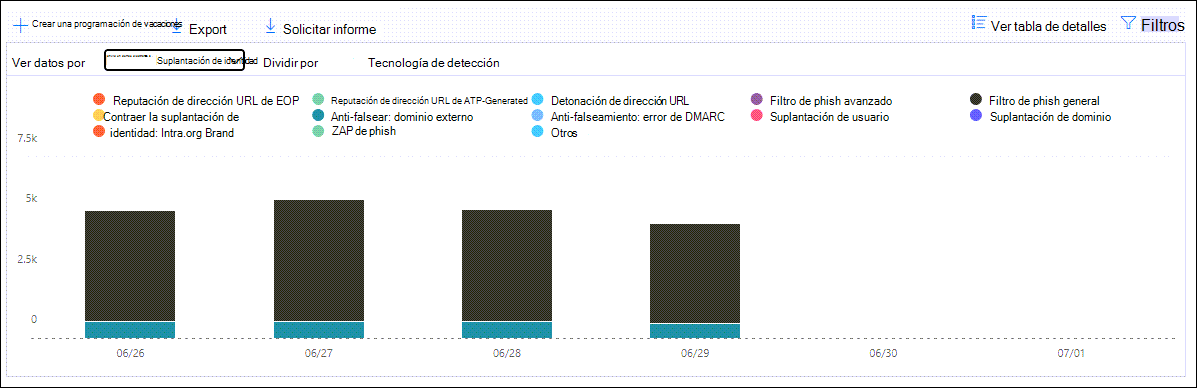 Crear una programación de vacaciones
Export
Solicitar informe
Ver tabla de detalles
Filtros
Ver datos por
Suplantación de identidad
Dividir por
Tecnología de detección
Reputación de dirección URL de EOP
Reputación de dirección URL de ATP-Generated
Detonación de dirección URL
Filtro de phish avanzado
Filtro de phish general
Contraer la suplantación de
Anti-falsear: dominio externo
Anti-falseamiento: error de DMARC
Suplantación de usuario
Suplantación de dominio
identidad: Intra.org Brand
ZAP de phish
Otros
7.5k
5k
2.5k
0
06/26
06/27
06/28
06/29
06/30
07/01